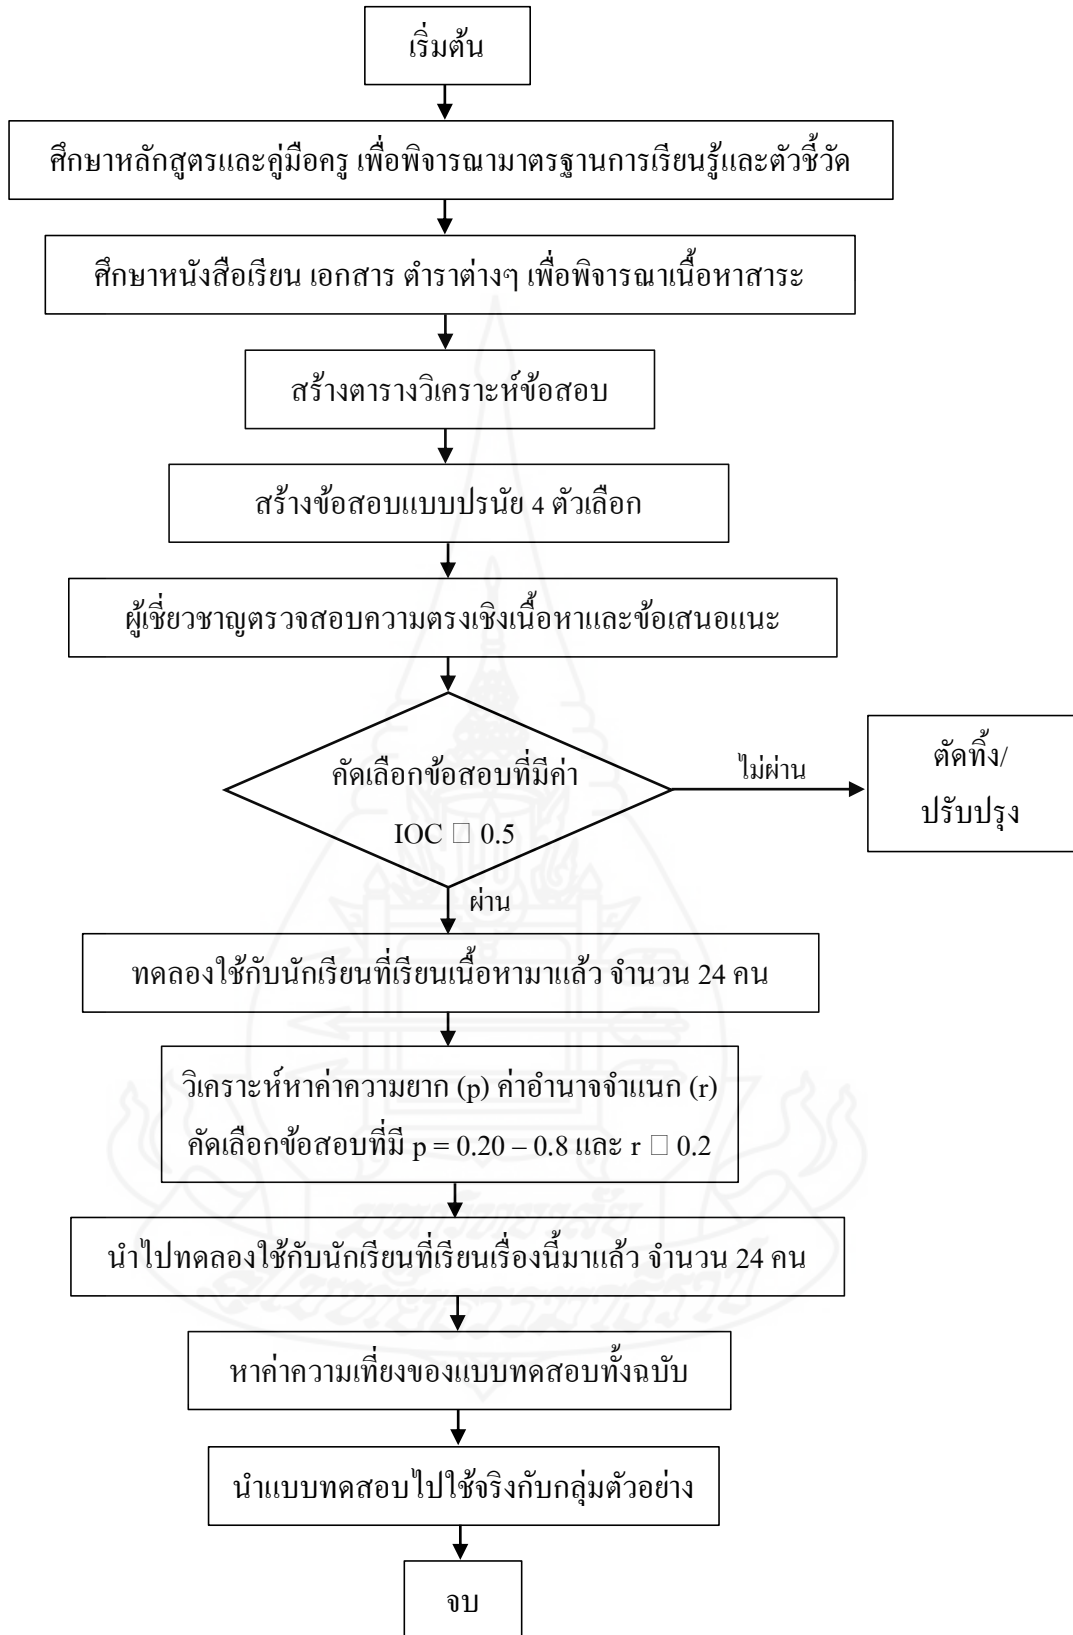 เริ่มต้น
ศึกษาหลักสูตรและคู่มือครู เพื่อพิจารณามาตรฐานการเรียนรู้และตัวชี้วัด
ศึกษาหนังสือเรียน เอกสาร ตำราต่างๆ เพื่อพิจารณาเนื้อหาสาระ
สร้างตารางวิเคราะห์ข้อสอบ
สร้างข้อสอบแบบปรนัย 4 ตัวเลือก
ผู้เชี่ยวชาญตรวจสอบความตรงเชิงเนื้อหาและข้อเสนอแนะ
คัดเลือกข้อสอบที่มีค่า
IOC □ 0.5
ไม่ผ่าน
ตัดทิ้ง/
ปรับปรุง
ผ่าน
ทดลองใช้กับนักเรียนที่เรียนเนื้อหามาแล้ว จำนวน 24 คน
วิเคราะห์หาค่าความยาก (p) ค่าอำนาจจำแนก (r)
คัดเลือกข้อสอบที่มี p = 0.20 – 0.8 และ r □ 0.2
นำไปทดลองใช้กับนักเรียนที่เรียนเรื่องนี้มาแล้ว จำนวน 24 คน
หาค่าความเที่ยงของแบบทดสอบทั้งฉบับ
นำแบบทดสอบไปใช้จริงกับกลุ่มตัวอย่าง
จบ